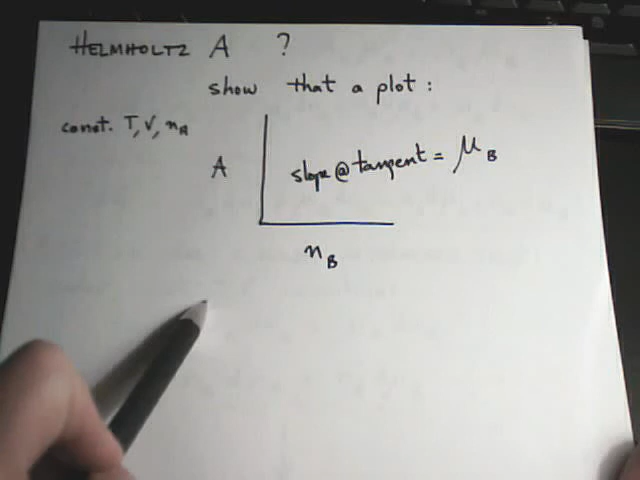 HELMHOLTZ A ?
show that a plot :
const. T, V, nA
A
slope @ tangent = μB
nB